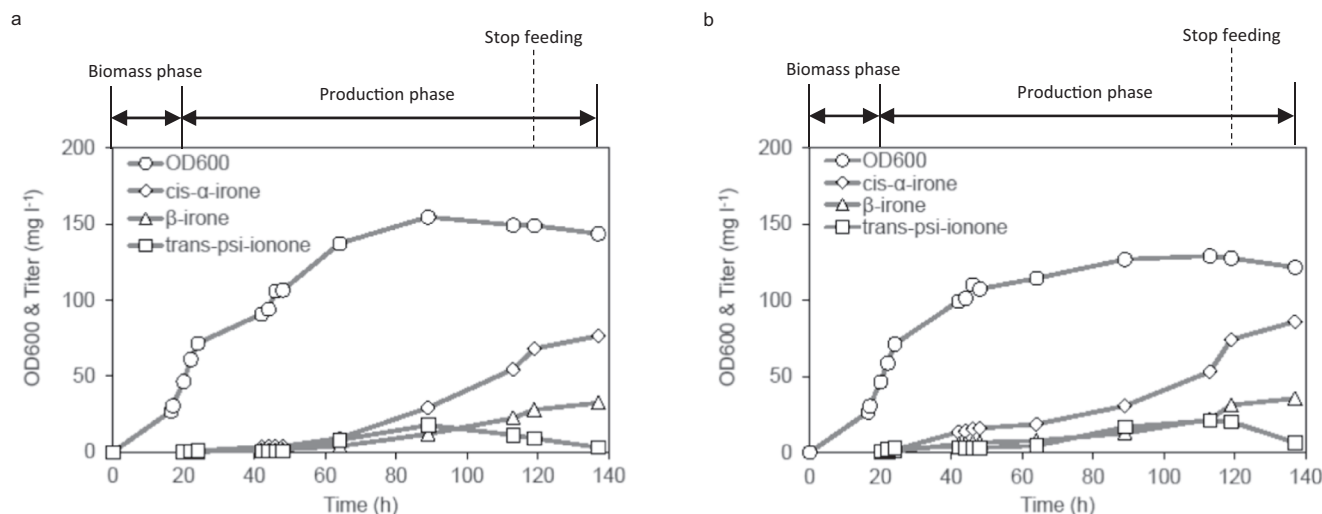 a
Stop feeding
Biomass phase
Production phase
OD600 & Titer (mg l-1)
200
150
100
50
0
OD600
cis-α-irone
β-irone
trans-psi-ionone
0 20 40 60 80 100 120 140
Time (h)
b
Stop feeding
Biomass phase
Production phase
OD600 & Titer (mg l-1)
200
150
100
50
0
OD600
cis-α-irone
β-irone
trans-psi-ionone
0 20 40 60 80 100 120 140
Time (h)